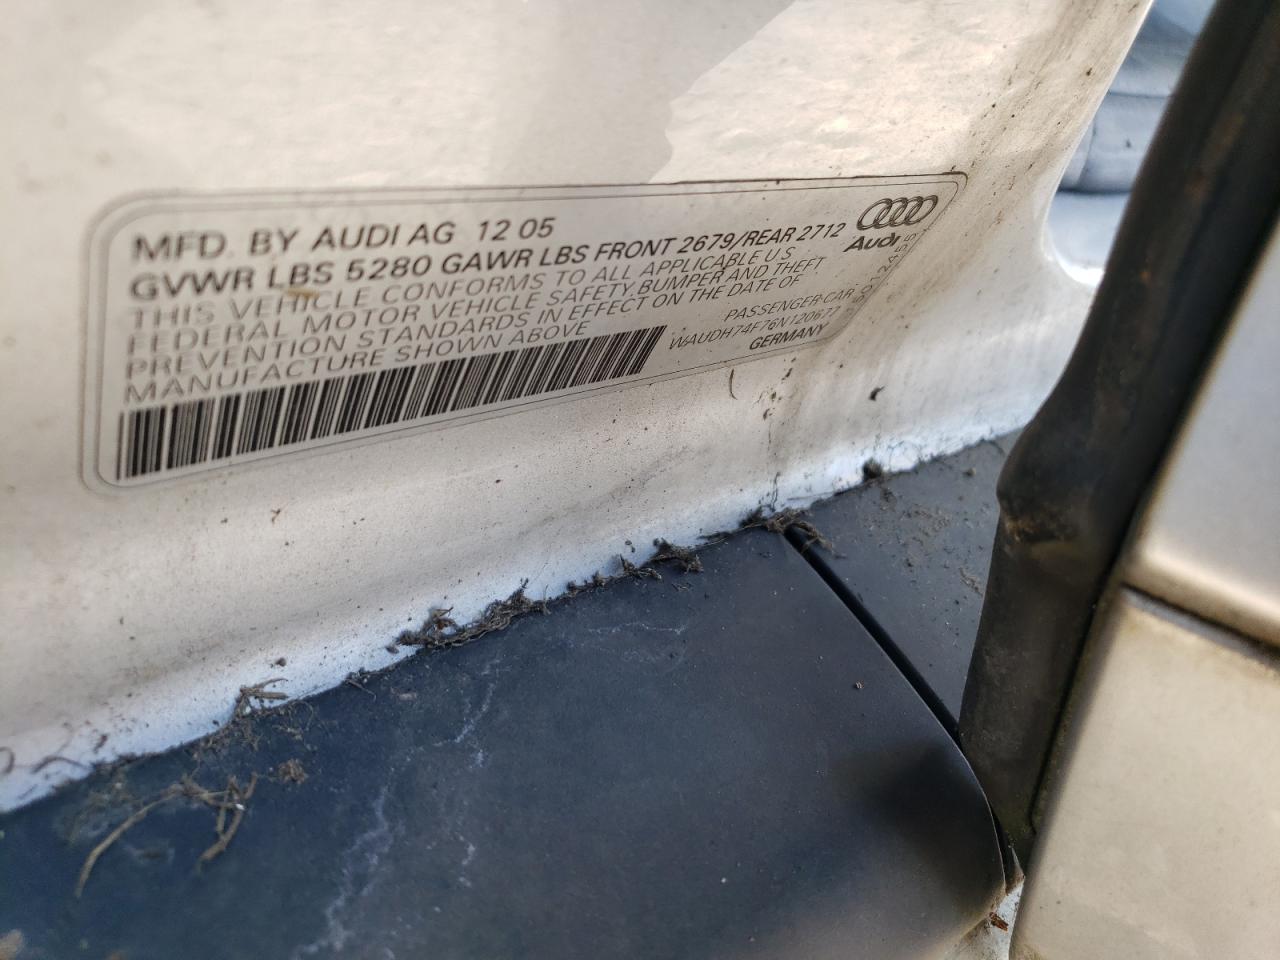 MFD. BY AUDI AG 12 05
GVWR LBS 5280 GAWR LBS FRONT 2679/REAR 2712
THIS VEHICLE CONFORMS TO ALL APPLICABLE U S
FEDERAL MOTOR VEHICLE SAFETY, BUMPER AND THEFT
PREVENTION STANDARDS IN EFFECT ON THE DATE OF
MANUFACTURE SHOWN ABOVE
Audi
PASSENGER CAR
WAUDH74F76N120677
GERMANY